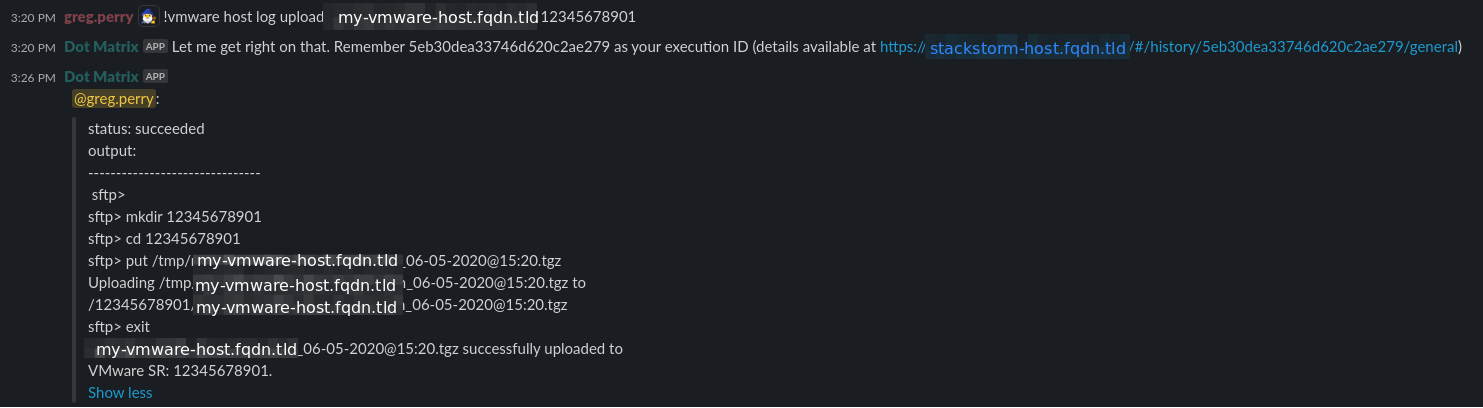 3:20 PM greg.perry !vmware host log upload my-vmware-host.fqdn.tld 12345678901
3:20 PM Dot Matrix APP Let me get right on that. Remember 5eb30dea33746d620c2ae279 as your execution ID (details available at https://stackstorm-host.fqdn.tld/#/history/5eb30dea33746d620c2ae279/general)
3:26 PM Dot Matrix APP
@greg.perry:
status: succeeded
output:
-------------------------------
sftp>
sftp> mkdir 12345678901
sftp> cd 12345678901
sftp> put /tmp/my-vmware-host.fqdn.tld_06-05-2020@15:20.tgz
Uploading /tmp/my-vmware-host.fqdn.tld_06-05-2020@15:20.tgz to
/12345678901/my-vmware-host.fqdn.tld_06-05-2020@15:20.tgz
sftp> exit
my-vmware-host.fqdn.tld_06-05-2020@15:20.tgz successfully uploaded to
VMware SR: 12345678901.
Show less